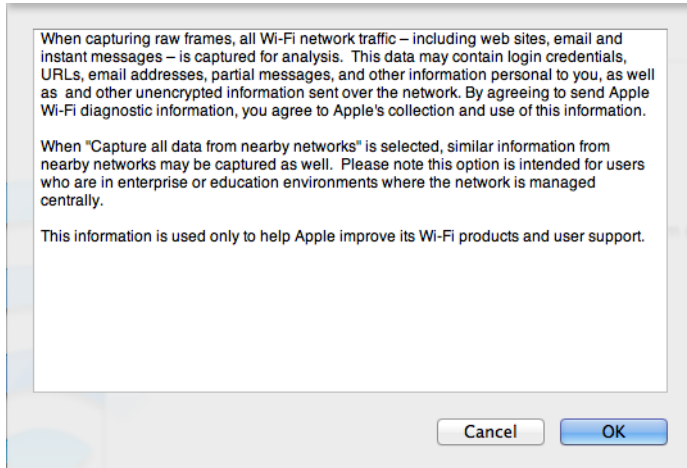 When capturing raw frames, all Wi-Fi network traffic – including web sites, email and
instant messages – is captured for analysis.  This data may contain login credentials,
URLs, email addresses, partial messages, and other information personal to you, as well
as  and other unencrypted information sent over the network. By agreeing to send Apple
Wi-Fi diagnostic information, you agree to Apple's collection and use of this information.
When "Capture all data from nearby networks" is selected, similar information from
nearby networks may be captured as well.  Please note this option is intended for users
who are in enterprise or education environments where the network is managed
centrally.
This information is used only to help Apple improve its Wi-Fi products and user support.
Cancel
OK